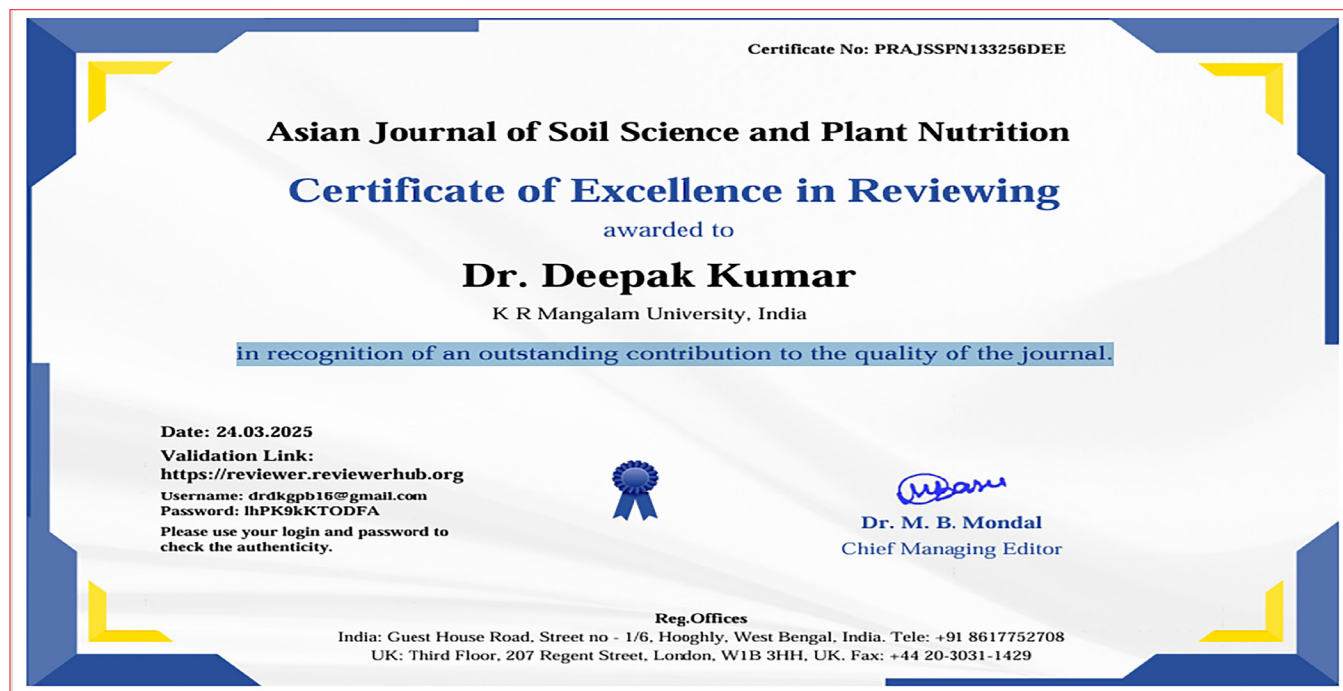 Certificate No: PRAJSSPN133256DEE
Asian Journal of Soil Science and Plant Nutrition
Certificate of Excellence in Reviewing
awarded to
Dr. Deepak Kumar
K R Mangalam University, India
in recognition of an outstanding contribution to the quality of the journal.
Date: 24.03.2025
Validation Link:
https://reviewer.reviewerhub.org
Username: drdkgpb16@gmail.com
Password: lhPK9kKTODFA
Please use your login and password to
check the authenticity.
Dr. M. B. Mondal
Chief Managing Editor
Reg.Offices
India: Guest House Road, Street no - 1/6, Hooghly, West Bengal, India. Tele: +91 8617752708
UK: Third Floor, 207 Regent Street, London, W1B 3HH, UK. Fax: +44 20-3031-1429